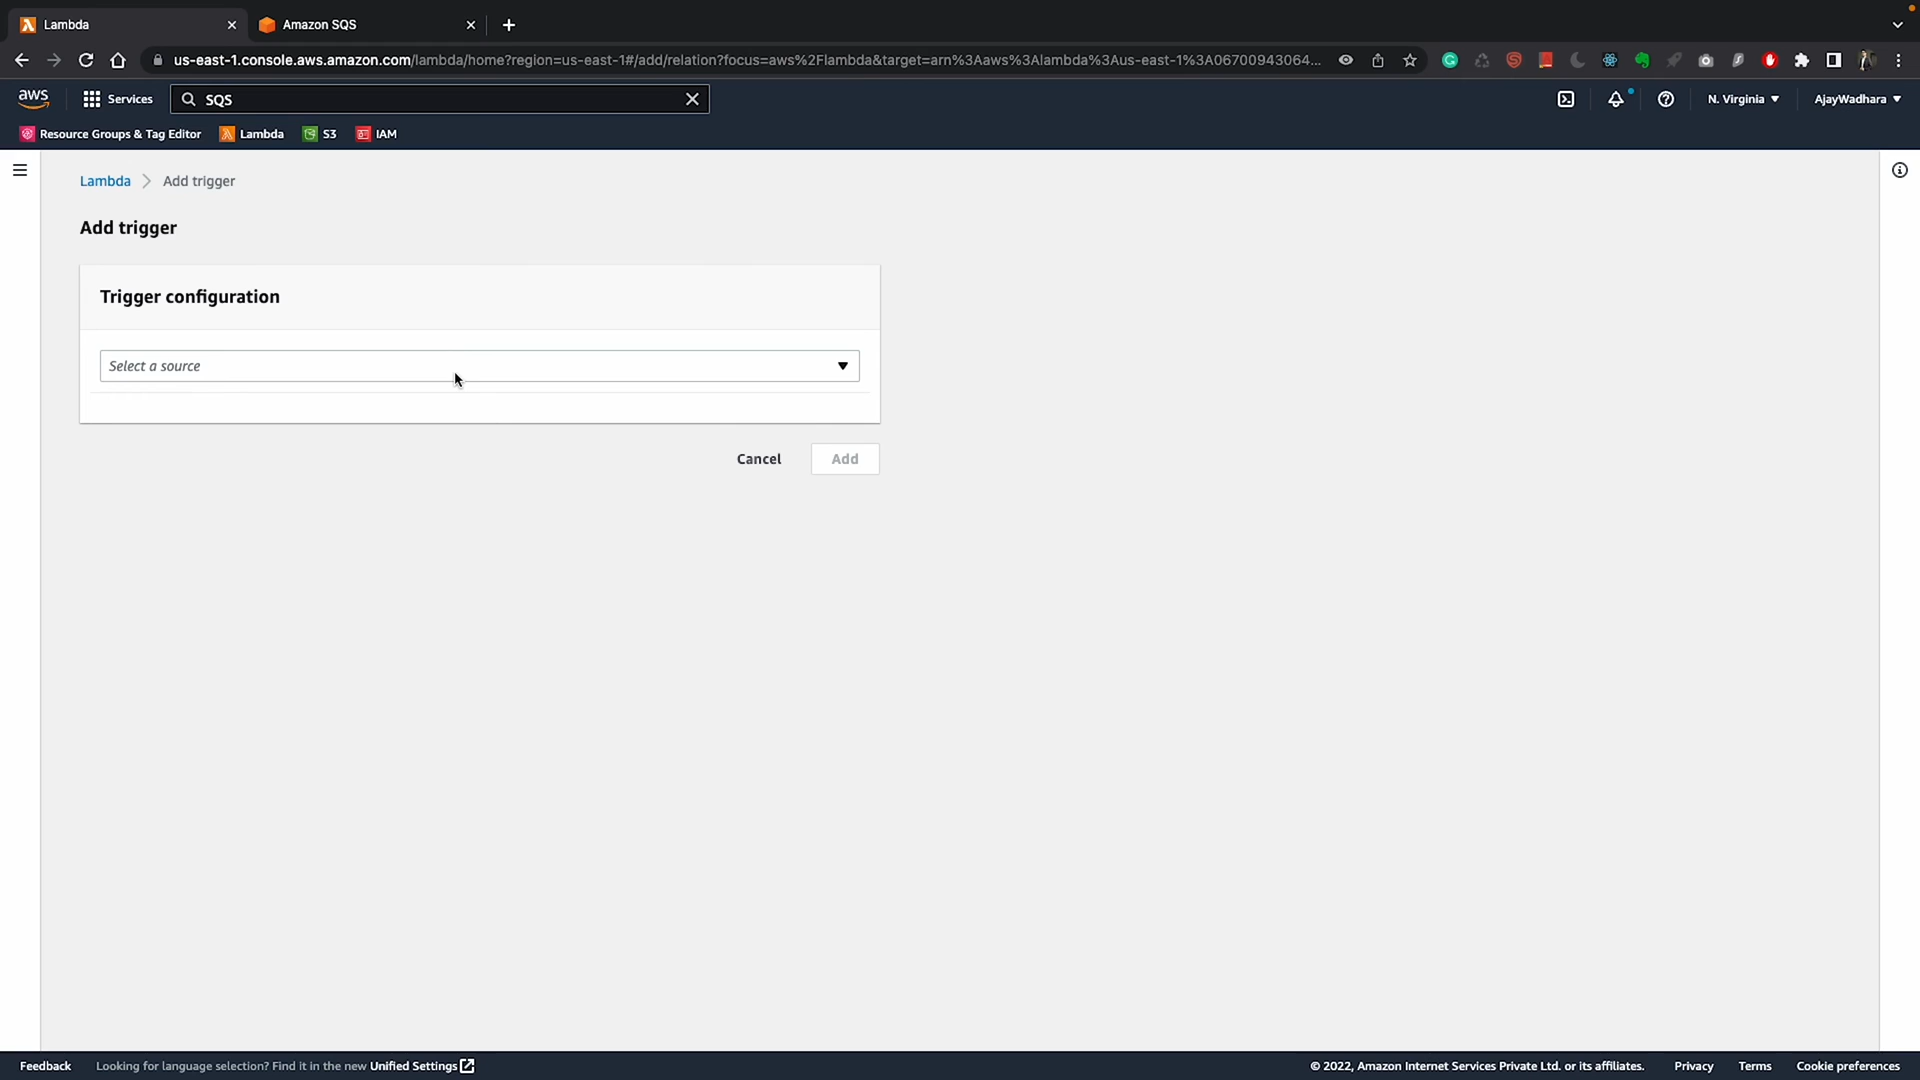 Lambda
Amazon SQS
us-east-1.console.aws.amazon.com/lambda/home?region=us-east-1#/add/relation?focus=aws%2Flambda&target=arn%3Aaws%3Alambda%3Aus-east-1%3A06700943064...
aws
Services
SQS
N. Virginia
AjayWadhara
Resource Groups & Tag Editor
Lambda
S3
IAM
Lambda
Add trigger
Add trigger
Trigger configuration
Select a source
Cancel
Add
Feedback
Looking for language selection? Find it in the new Unified Settings
© 2022, Amazon Internet Services Private Ltd. or its affiliates.
Privacy
Terms
Cookie preferences